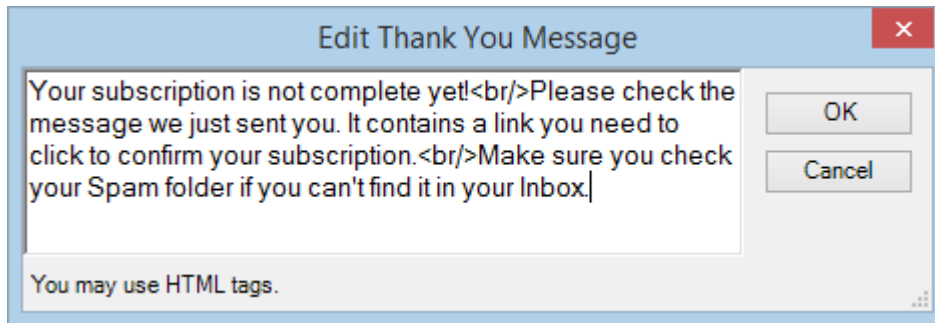 Edit Thank You Message
Your subscription is not complete yet!<br/>Please check the
message we just sent you. It contains a link you need to
click to confirm your subscription.<br/>Make sure you check
your Spam folder if you can't find it in your Inbox.
OK
Cancel
You may use HTML tags.